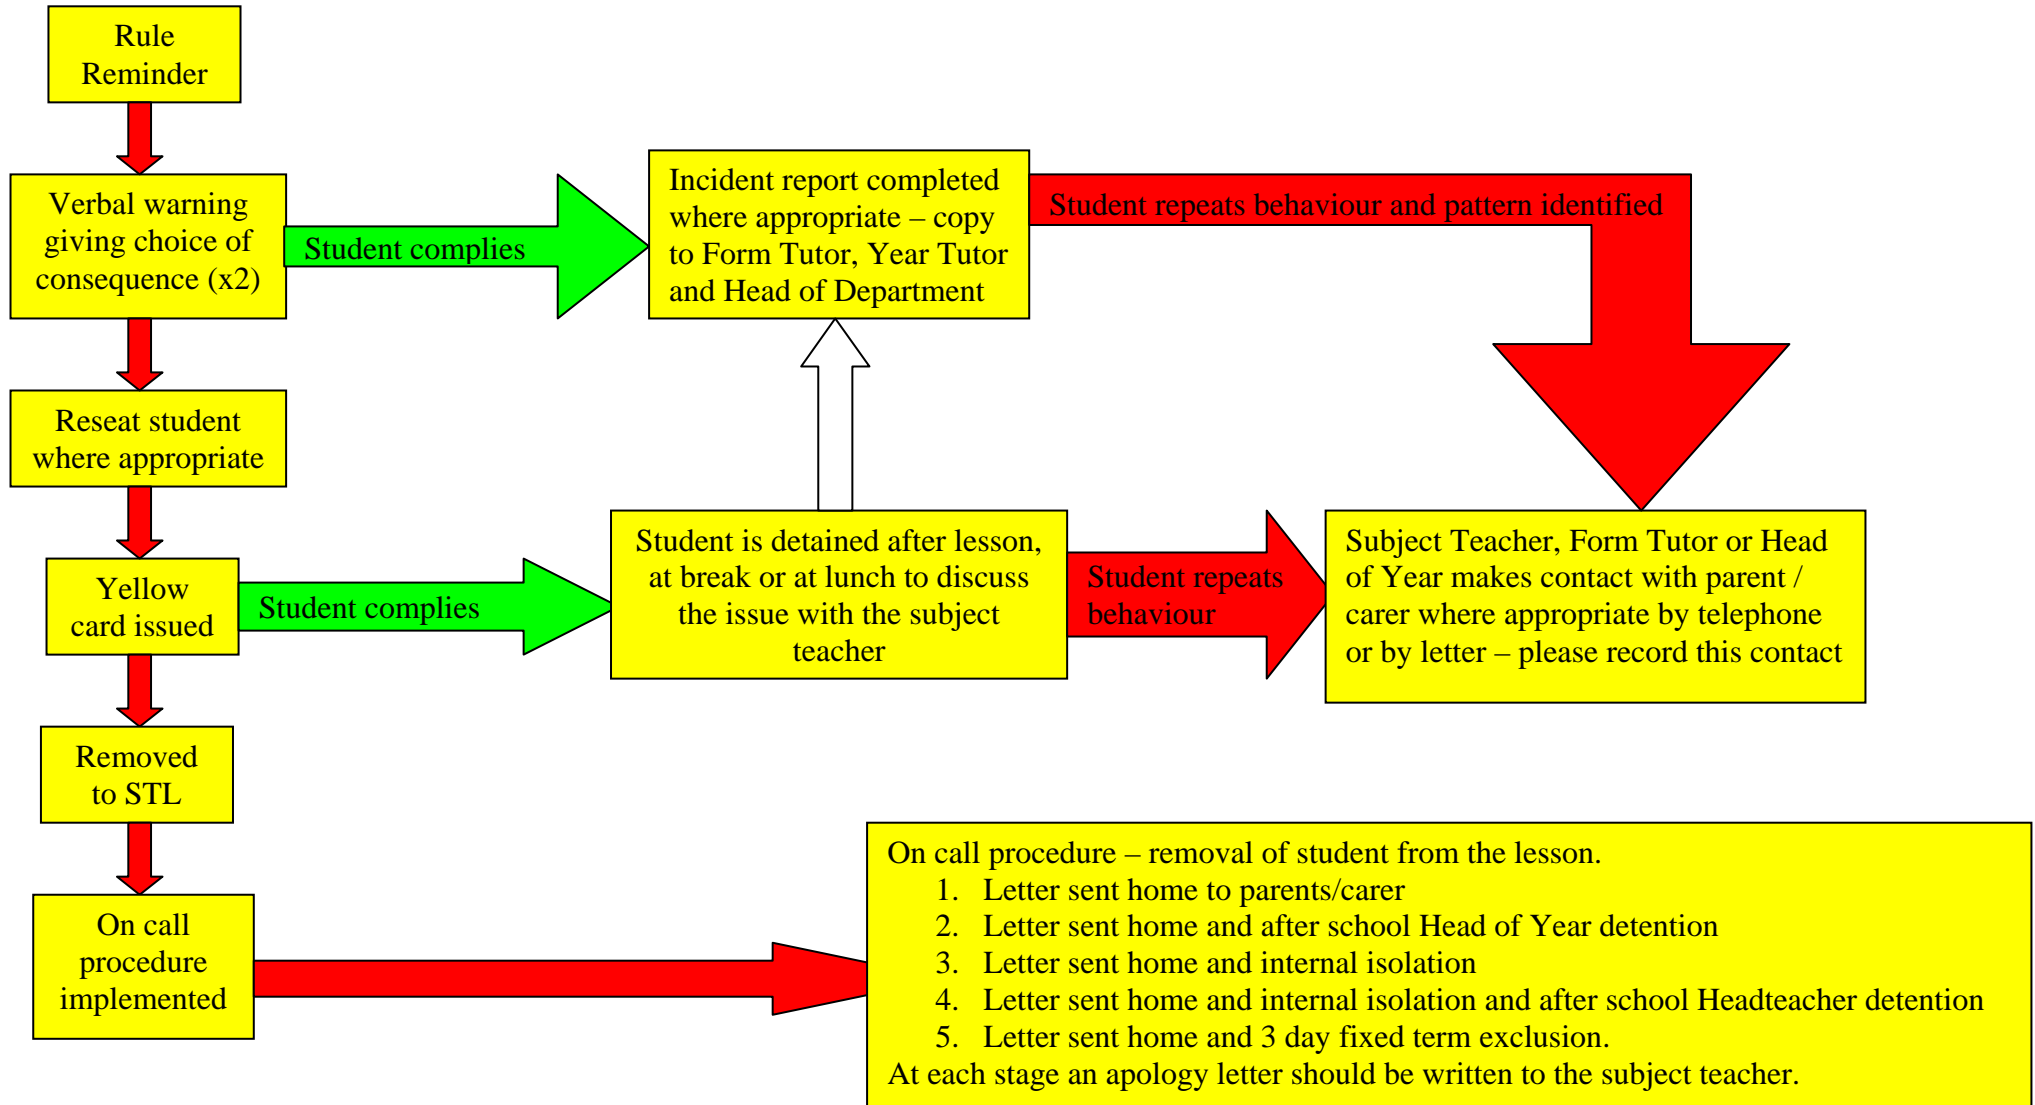 Rule
Reminder
Verbal warning
giving choice of
consequence (x2)
Student complies
Incident report completed
where appropriate – copy
to Form Tutor, Year Tutor
and Head of Department
Student repeats behaviour and pattern identified
Reseat student
where appropriate
Yellow
card issued
Student complies
Student is detained after lesson,
at break or at lunch to discuss
the issue with the subject
teacher
Student repeats
behaviour
Subject Teacher, Form Tutor or Head
of Year makes contact with parent /
carer where appropriate by telephone
or by letter – please record this contact
Removed
to STL
On call
procedure
implemented
On call procedure – removal of student from the lesson.
1. Letter sent home to parents/carer
2. Letter sent home and after school Head of Year detention
3. Letter sent home and internal isolation
4. Letter sent home and internal isolation and after school Headteacher detention
5. Letter sent home and 3 day fixed term exclusion.
At each stage an apology letter should be written to the subject teacher.